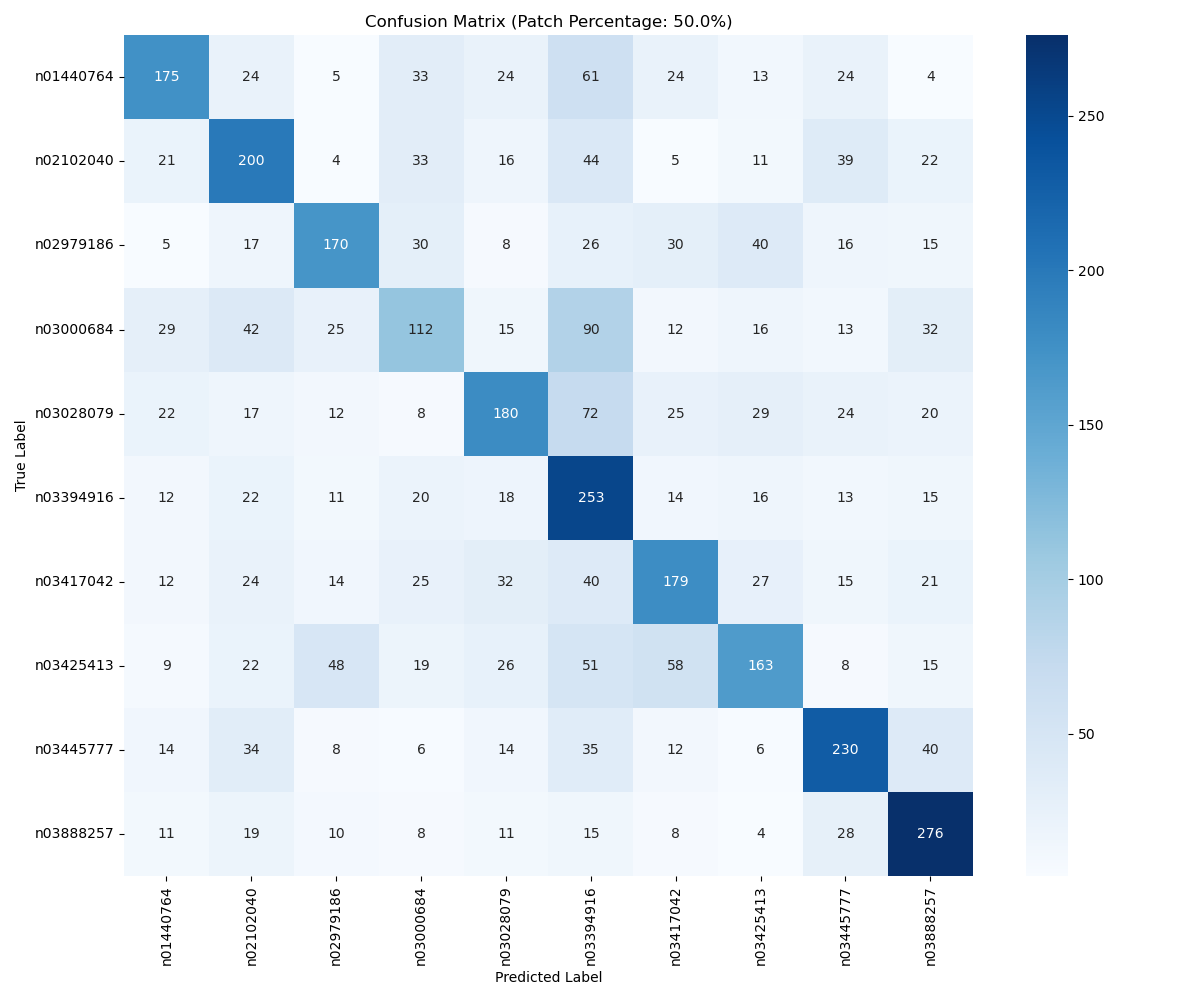 Confusion Matrix (Patch Percentage: 50.0%)
n01440764 175 24 5 33 24 61 24 13 24 4
n02102040 21 200 4 33 16 44 5 11 39 22
n02979186 5 17 170 30 8 26 30 40 16 15
n03000684 29 42 25 112 15 90 12 16 13 32
n03028079 22 17 12 8 180 72 25 29 24 20
n03394916 12 22 11 20 18 253 14 16 13 15
n03417042 12 24 14 25 32 40 179 27 15 21
n03425413 9 22 48 19 26 51 58 163 8 15
n03445777 14 34 8 6 14 35 12 6 230 40
n03888257 11 19 10 8 11 15 8 4 28 276
True Label
n01440764 n02102040 n02979186 n03000684 n03028079 n03394916 n03417042 n03425413 n03445777 n03888257
Predicted Label
250
200
150
100
50